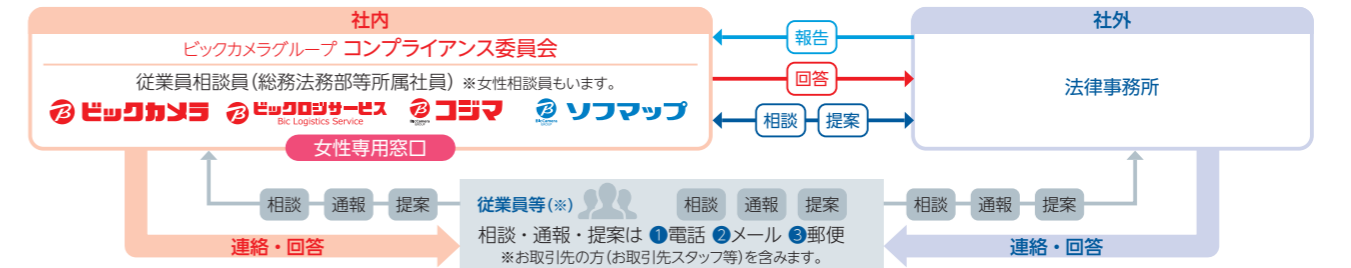 社内
ビックカメラグループ コンプライアンス委員会
従業員相談員(総務法務部等所属社員) ※女性相談員もいます。
ビックカメラ
ビックロジサービス
Bic Logistics Service
コジマ
ソフマップ
女性専用窓口
報告
回答
相談 提案
社外
法律事務所
相談 通報 提案
連絡・回答
従業員等(※) 相談 通報 提案
相談・通報・提案は ❶電話 ❷メール ❸郵便
※お取引先の方(お取引先スタッフ等)を含みます。
相談 通報 提案
連絡・回答